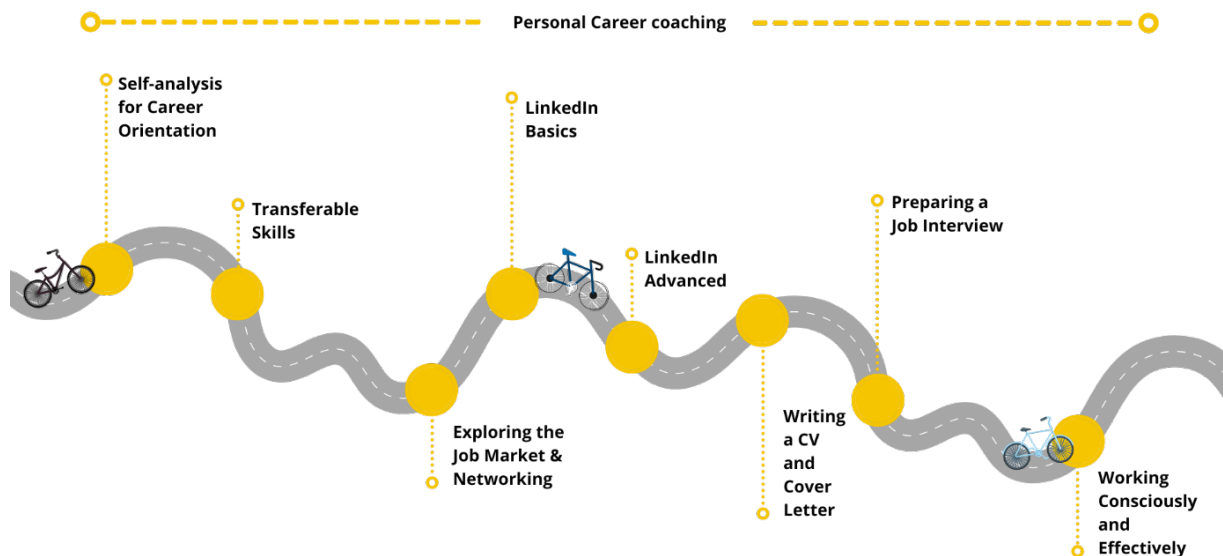 Personal Career coaching
Self-analysis
for Career
Orientation
Transferable
Skills
Exploring the
Job Market &
Networking
LinkedIn
Basics
LinkedIn
Advanced
Writing
a CV
and
Cover
Letter
Preparing a
Job Interview
Working
Consciously
and
Effectively